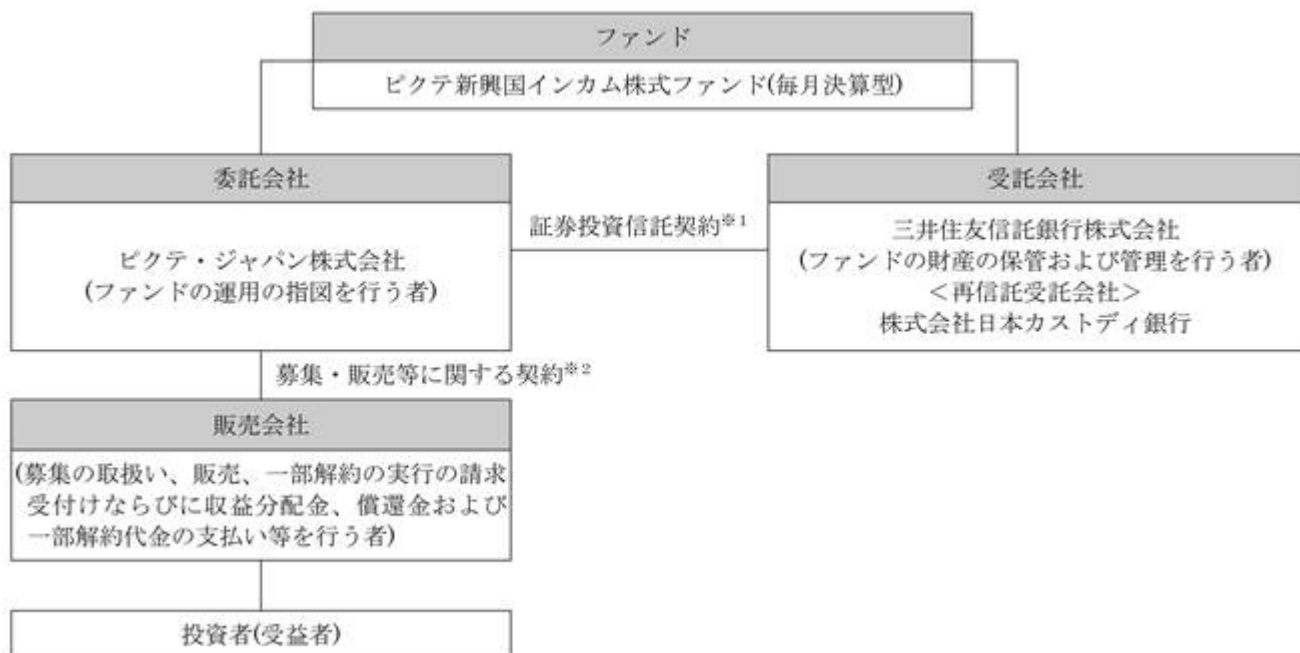 ファンド
ピクテ新興国インカム株式ファンド(毎月決算型)
委託会社
ピクテ・ジャパン株式会社
(ファンドの運用の指図を行う者)
証券投資信託契約※1
受託会社
三井住友信託銀行株式会社
(ファンドの財産の保管および管理を行う者)
＜再信託受託会社＞
株式会社日本カストディ銀行
募集・販売等に関する契約※2
販売会社
(募集の取扱い、販売、一部解約の実行の請求
受付けならびに収益分配金、償還金および
一部解約代金の支払い等を行う者)
投資者(受益者)